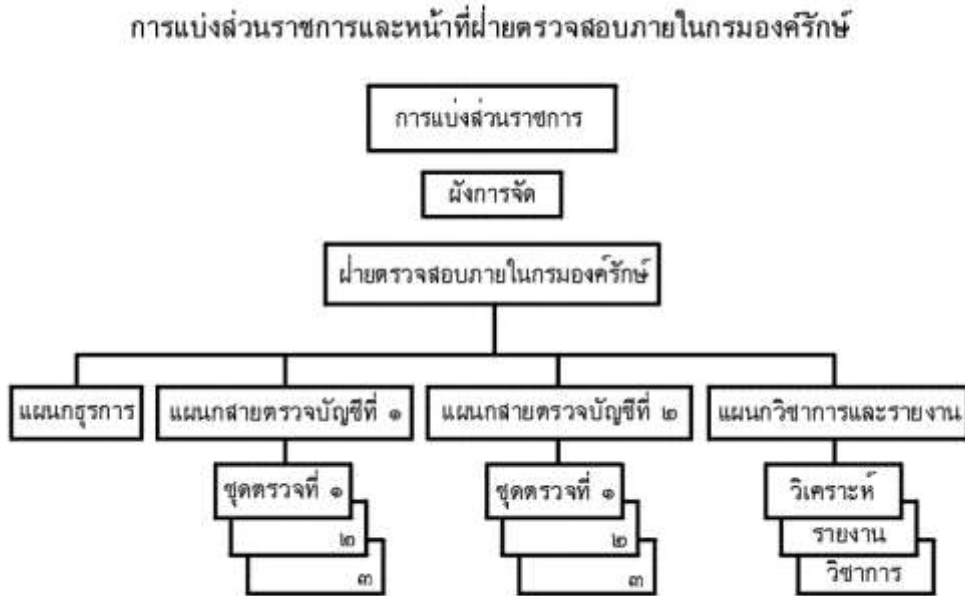 การแบ่งส่วนราชการและหน้าที่ฝ่ายตรวจสอบภายในกรมองค์รักษ์
การแบ่งส่วนราชการ
ผังการจัด
ฝ่ายตรวจสอบภายในกรมองค์รักษ์
แผนกธุรการ
แผนกสายตรวจบัญชีที่ ๑
แผนกสายตรวจบัญชีที่ ๒
แผนกวิชาการและรายงาน
ชุดตรวจที่ ๑
๒
๓
ชุดตรวจที่ ๑
๒
๓
วิเคราะห์
รายงาน
วิชาการ